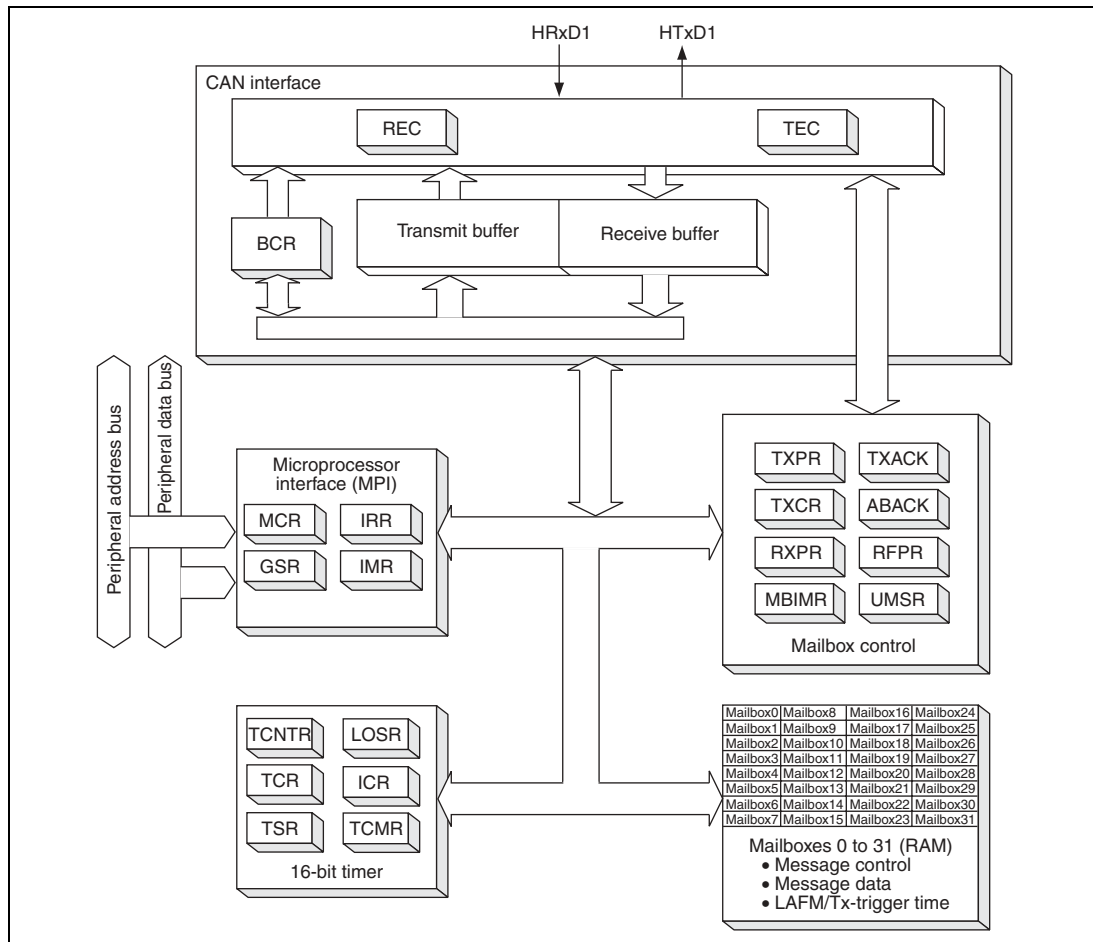 HRxD1 HTxD1
CAN interface
REC TEC
BCR
Transmit buffer Receive buffer
Peripheral address bus
Peripheral data bus
Microprocessor
interface (MPI)
MCR IRR
GSR IMR
TXPR TXACK
TXCR ABACK
RXPR RFPR
MBIMR UMSR
Mailbox control
TCNTR LOSR
TCR ICR
TSR TCMR
16-bit timer
Mailbox0 Mailbox8 Mailbox16 Mailbox24
Mailbox1 Mailbox9 Mailbox17 Mailbox25
Mailbox2 Mailbox10 Mailbox18 Mailbox26
Mailbox3 Mailbox11 Mailbox19 Mailbox27
Mailbox4 Mailbox12 Mailbox20 Mailbox28
Mailbox5 Mailbox13 Mailbox21 Mailbox29
Mailbox6 Mailbox14 Mailbox22 Mailbox30
Mailbox7 Mailbox15 Mailbox23 Mailbox31
Mailboxes 0 to 31 (RAM)
• Message control
• Message data
• LAFM/Tx-trigger time